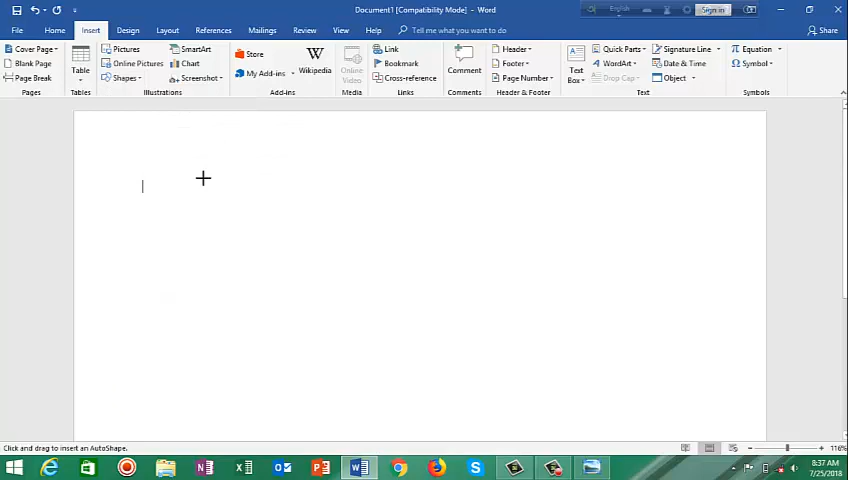 Document1 [Compatibility Mode] - Word
English
Sign in
File Home Insert Design Layout References Mailings Review View Help Tell me what you want to do Share
Cover Page
Blank Page
Page Break
Pages
Table
Tables
Pictures
Online Pictures
Shapes
SmartArt
Chart
Screenshot
Illustrations
Store
My Add-ins
Wikipedia
Add-ins
Online Video
Media
Link
Bookmark
Cross-reference
Links
Comment
Comments
Header
Footer
Page Number
Header & Footer
Text Box
Quick Parts
WordArt
Drop Cap
Signature Line
Date & Time
Object
Text
Equation
Symbol
Symbols
Click and drag to insert an AutoShape.
116%
8:37 AM
7/25/2018